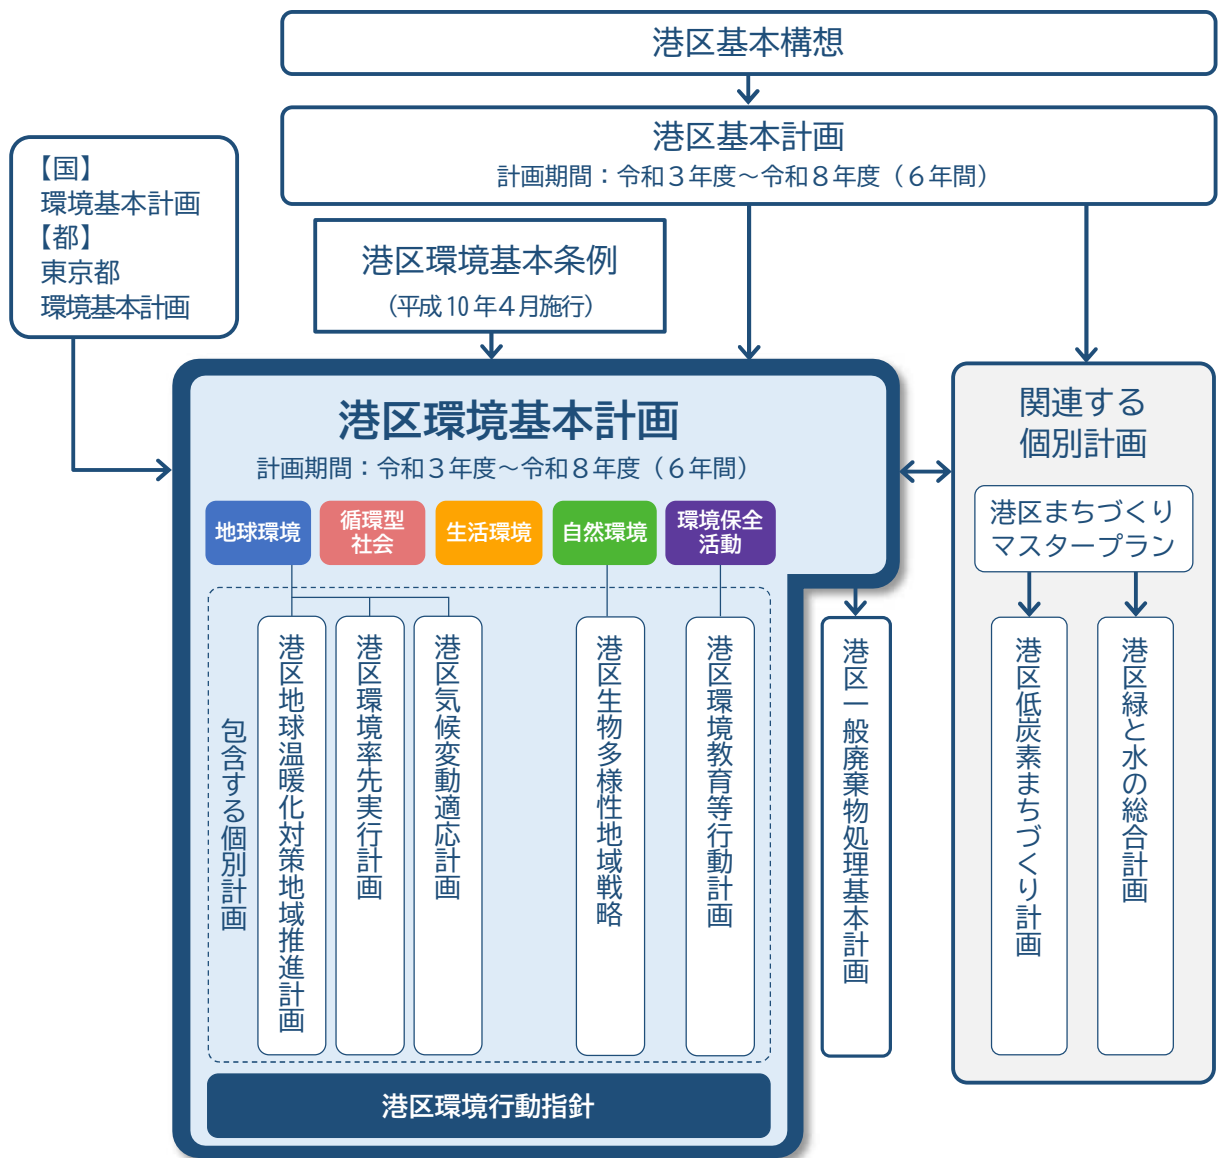 港区基本構想
港区基本計画
計画期間：令和３年度～令和８年度（６年間）
【国】
環境基本計画
【都】
東京都
環境基本計画
港区環境基本条例
（平成10年４月施行）
港区環境基本計画
計画期間：令和３年度～令和８年度（６年間）
地球環境
循環型
社会
生活環境
自然環境
環境保全
活動
包含する個別計画
港区地球温暖化対策地域推進計画
港区環境率先実行計画
港区気候変動適応計画
港区生物多様性地域戦略
港区環境教育等行動計画
港区環境行動指針
港区一般廃棄物処理基本計画
関連する
個別計画
港区まちづくり
マスタープラン
港区低炭素まちづくり計画
港区緑と水の総合計画